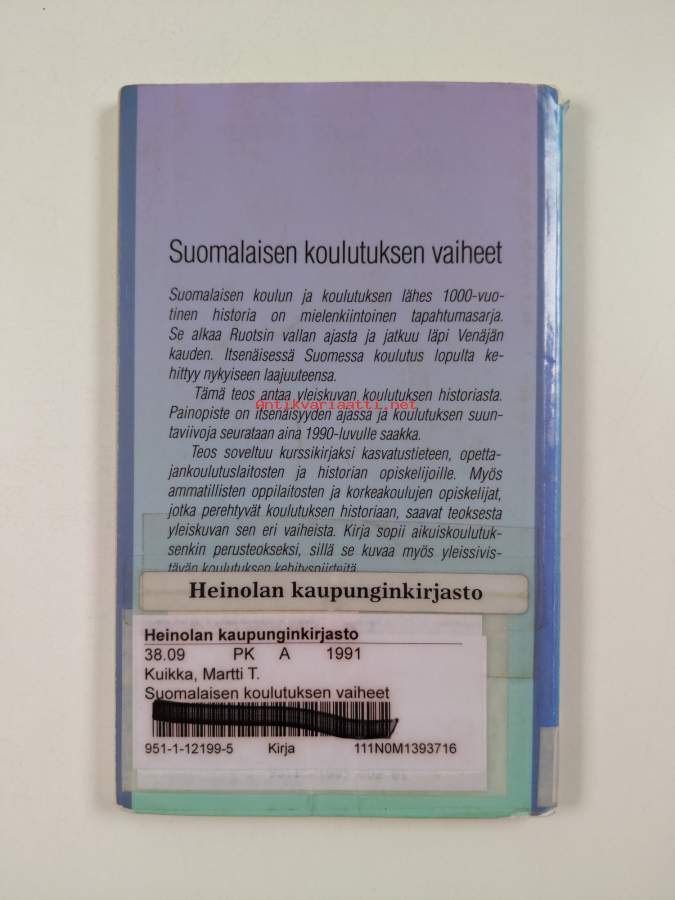 Suomalaisen koulutuksen vaiheet
Suomalaisen koulun ja koulutuksen lähes 1000-vuo-
tinen historia on mielenkiintoinen tapahtumasarja.
Se alkaa Ruotsin vallan ajasta ja jatkuu läpi Venäjän
kauden. Itsenäisessä Suomessa koulutus lopulta ke-
hittyy nykyiseen laajuuteensa.
Tämä teos antaa yleiskuvan koulutuksen historiasta.
Antikvariaatti.net
Painopiste on itsenäisyyden ajassa ja koulutuksen suun-
taviivoja seurataan aina 1990-luvulle saakka.
Teos soveltuu kurssikirjaksi kasvatustieteen, opetta-
jankoulutuslaitosten ja historian opiskelijoille. Myös
ammatillisten oppilaitosten ja korkeakoulujen opiskelijat,
jotka perehtyvät koulutuksen historiaan, saavat teoksesta
yleiskuvan sen eri vaiheista. Kirja sopii aikuiskoulutuk-
senkin perusteokseksi, sillä se kuvaa myös yleissivis-
tävän koulutuksen kehityspiirteitä.
Heinolan kaupunginkirjasto
Heinolan kaupunginkirjasto
38.09 PK A 1991
Kuikka, Martti T.
Suomalaisen koulutuksen vaiheet
951-1-12199-5 Kirja 111N0M1393716